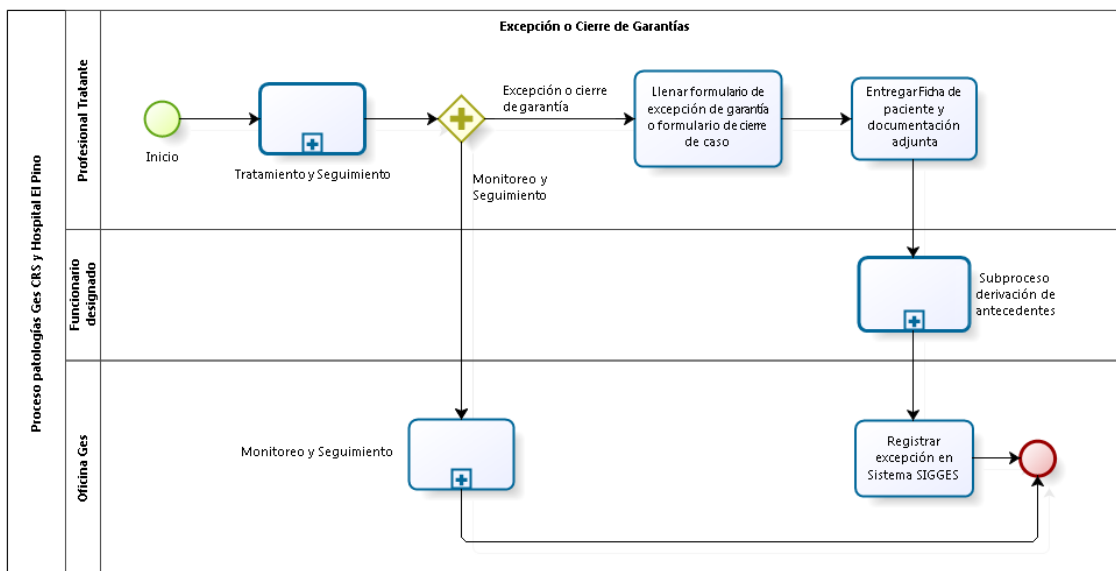 Excepción o Cierre de Garantías
Proceso patologías Ges CRS y Hospital El Pino
Profesional Tratante
Inicio
Tratamiento y Seguimiento
Excepción o cierre
de garantía
Monitoreo y
Seguimiento
Llenar formulario de
excepción de garantía
o formulario de cierre
de caso
Entregar Ficha de
paciente y
documentación
adjunta
Funcionario
designado
Subproceso
derivación de
antecedentes
Oficina Ges
Monitoreo y Seguimiento
Registrar
excepción en
Sistema SIGGES